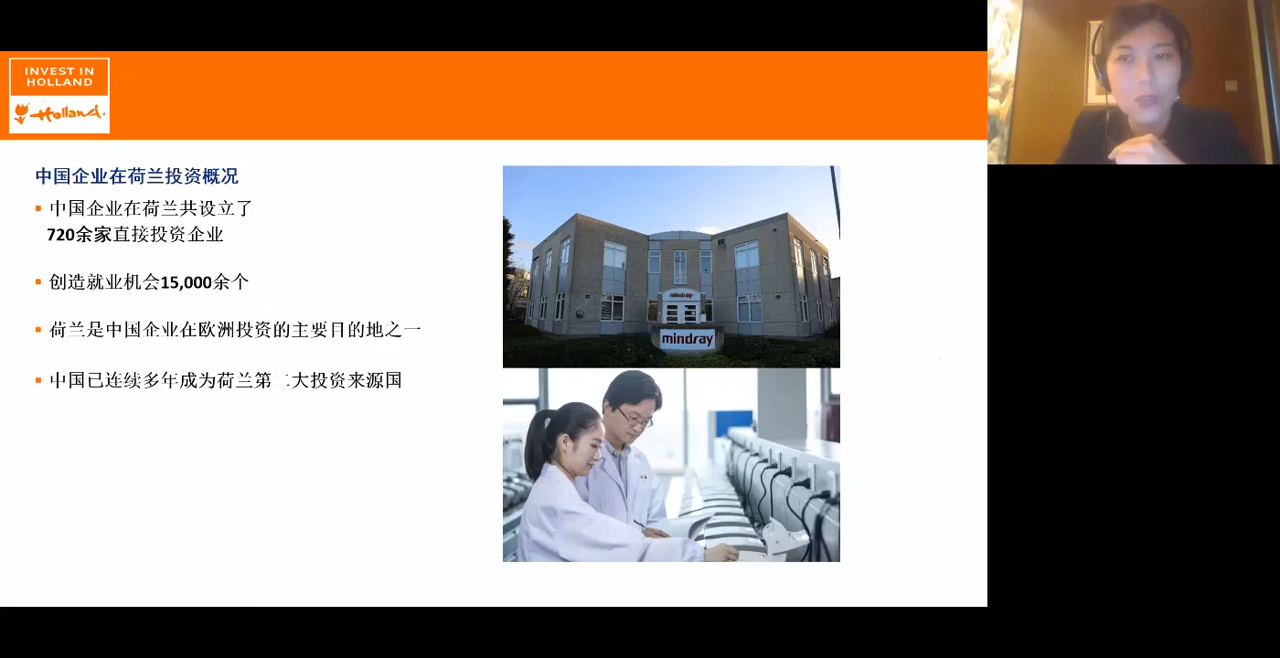 INVEST IN
HOLLAND
Holland.
中国企业在荷兰投资概况
中国企业在荷兰共设立了
720余家直接投资企业
创造就业机会15,000余个
荷兰是中国企业在欧洲投资的主要目的地之一
中国已连续多年成为荷兰第二大投资来源国
mindray
mindray